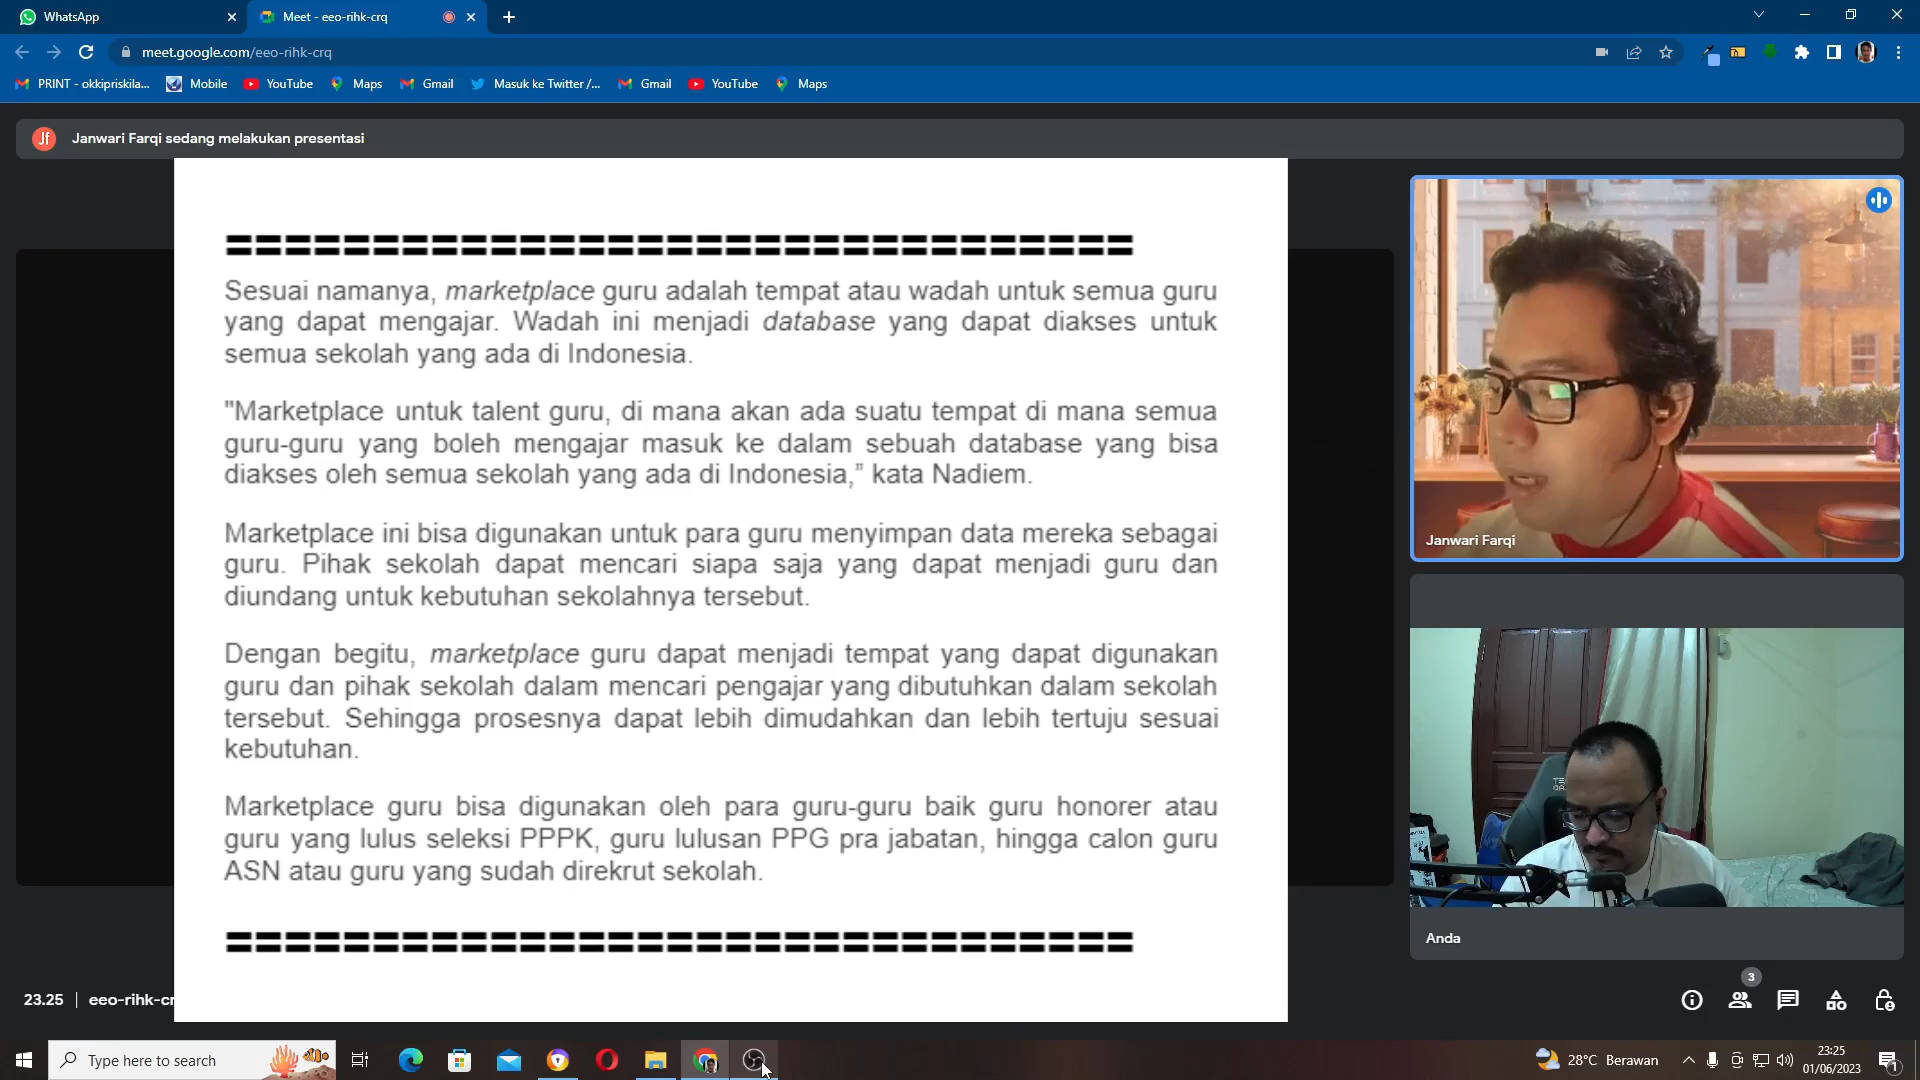 WhatsApp
Meet - eeo-rihk-crq
meet.google.com/eeo-rihk-crq
PRINT - okkipriskila...
Mobile
YouTube
Maps
Gmail
Masuk ke Twitter /...
Gmail
YouTube
Maps
Jf
Janwari Farqi sedang melakukan presentasi
===============================
Sesuai namanya, marketplace guru adalah tempat atau wadah untuk semua guru
yang dapat mengajar. Wadah ini menjadi database yang dapat diakses untuk
semua sekolah yang ada di Indonesia.
"Marketplace untuk talent guru, di mana akan ada suatu tempat di mana semua
guru-guru yang boleh mengajar masuk ke dalam sebuah database yang bisa
diakses oleh semua sekolah yang ada di Indonesia,” kata Nadiem.
Marketplace ini bisa digunakan untuk para guru menyimpan data mereka sebagai
guru. Pihak sekolah dapat mencari siapa saja yang dapat menjadi guru dan
diundang untuk kebutuhan sekolahnya tersebut.
Dengan begitu, marketplace guru dapat menjadi tempat yang dapat digunakan
guru dan pihak sekolah dalam mencari pengajar yang dibutuhkan dalam sekolah
tersebut. Sehingga prosesnya dapat lebih dimudahkan dan lebih tertuju sesuai
kebutuhan.
Marketplace guru bisa digunakan oleh para guru-guru baik guru honorer atau
guru yang lulus seleksi PPPK, guru lulusan PPG pra jabatan, hingga calon guru
ASN atau guru yang sudah direkrut sekolah.
===============================
Janwari Farqi
Anda
23.25 | eeo-rihk-cr
3
Type here to search
28°C Berawan
23:25
01/06/2023
1